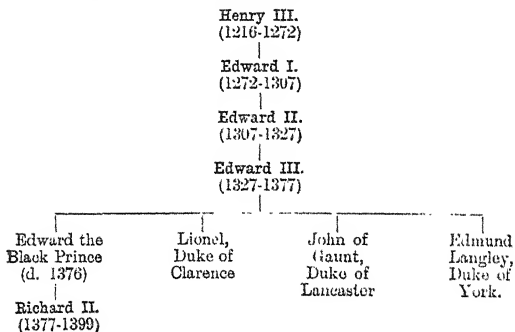 Henry III.
(1216-1272)
Edward I.
(1272-1307)
Edward II.
(1307-1327)
Edward III.
(1327-1377)
Edward the
Black Prince
(d. 1376)
Richard II.
(1377-1399)
Lionel,
Duke of
Clarence
John of
Gaunt,
Duke of
Lancaster
Edmund
Langley,
Duke of
York.